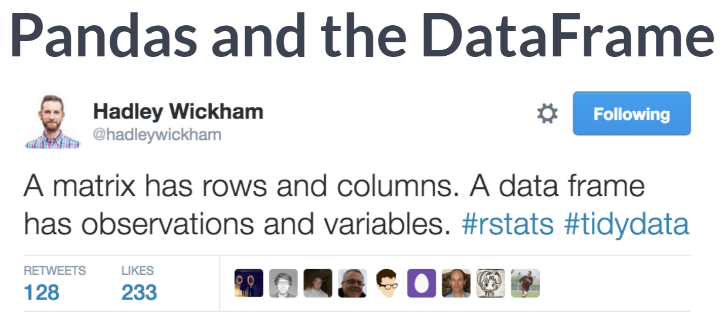 Pandas and the DataFrame
Hadley Wickham
@hadleywickham
Following
A matrix has rows and columns. A data frame
has observations and variables. #rstats #tidydata
RETWEETS LIKES
128 233